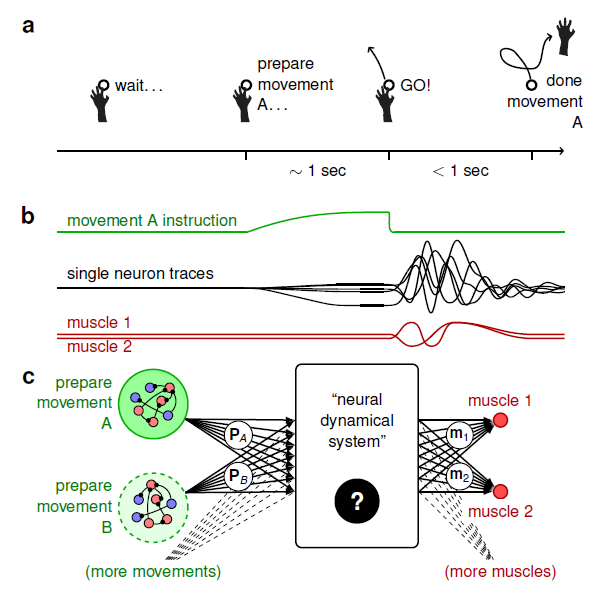 a
wait...
prepare
movement
A...
GO!
done
movement
A
~ 1 sec
< 1 sec
b
movement A instruction
single neuron traces
muscle 1
muscle 2
c
prepare
movement
A
P_A
prepare
movement
B
P_B
(more movements)
“neural
dynamical
system”
?
m_1
m_2
muscle 1
muscle 2
(more muscles)